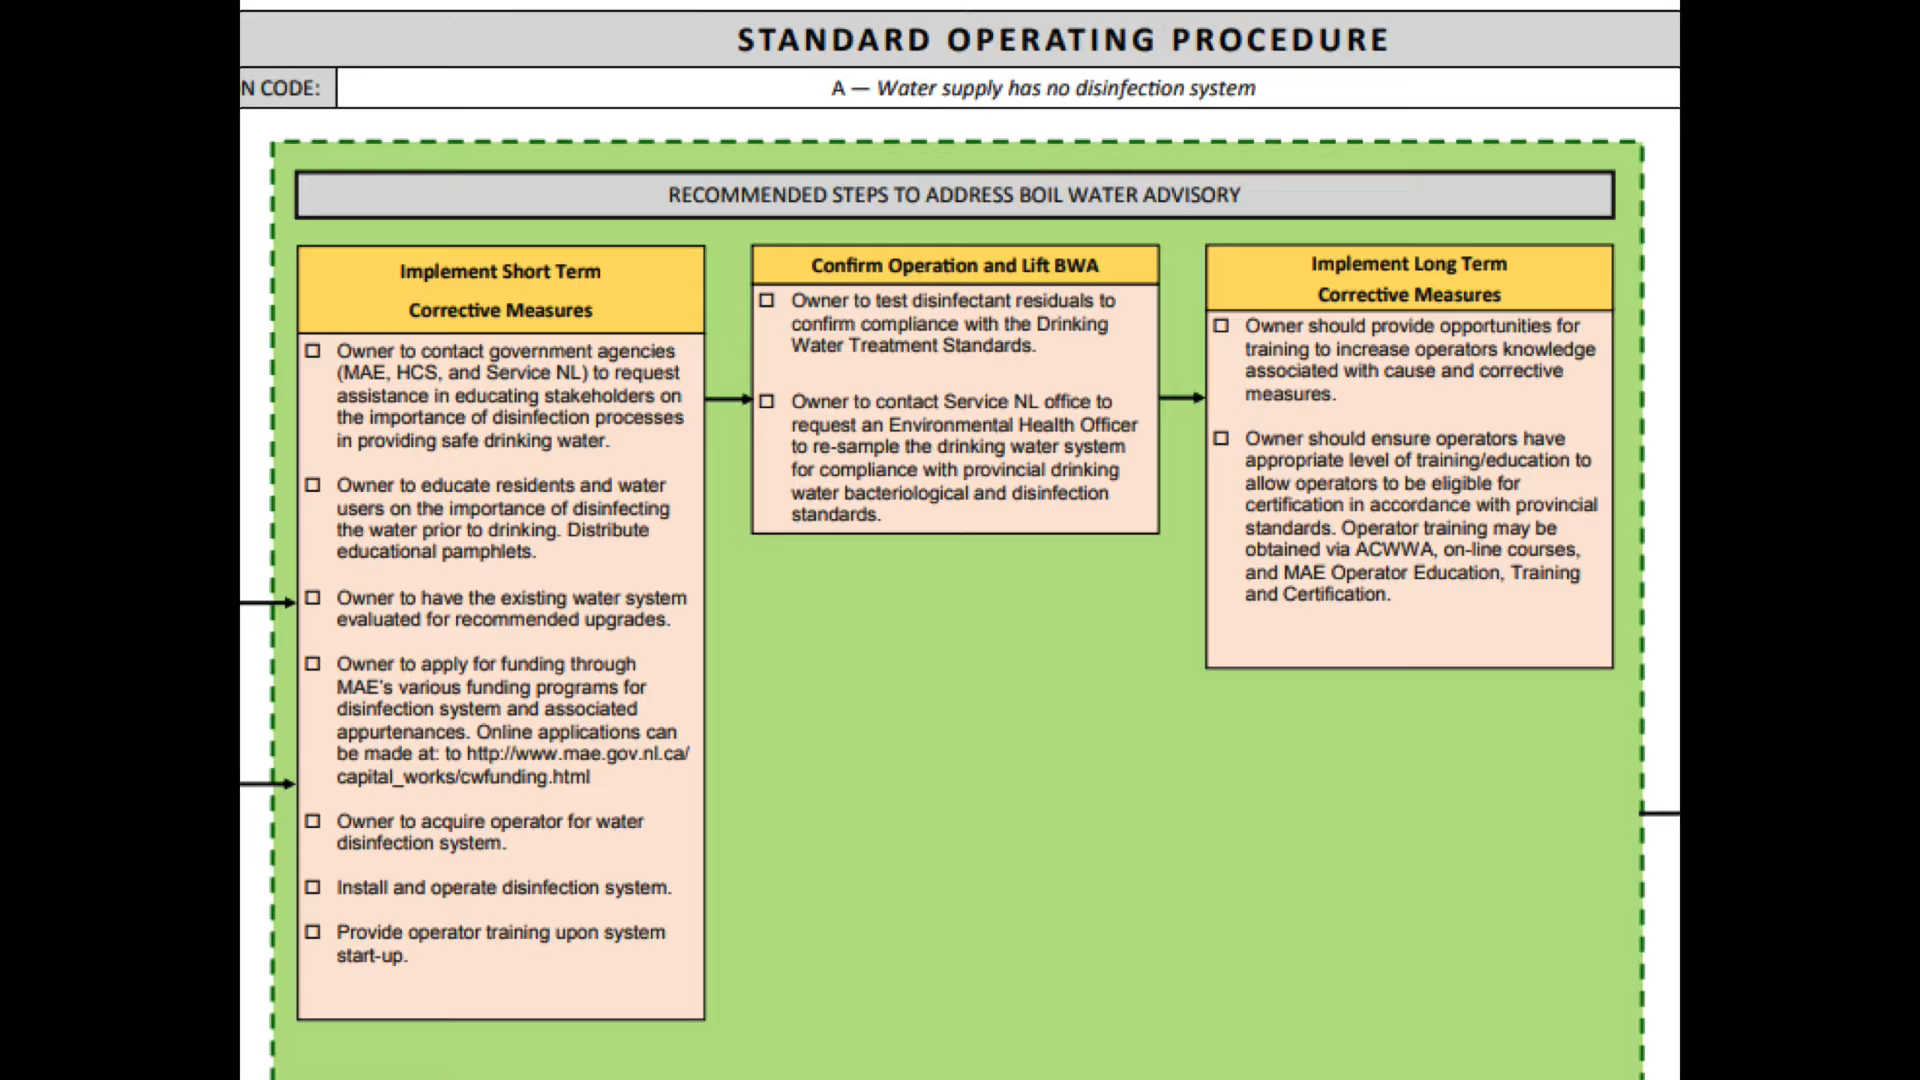 STANDARD OPERATING PROCEDURE
N CODE:
A — Water supply has no disinfection system
RECOMMENDED STEPS TO ADDRESS BOIL WATER ADVISORY
Implement Short Term
Corrective Measures
Owner to contact government agencies
(MAE, HCS, and Service NL) to request
assistance in educating stakeholders on
the importance of disinfection processes
in providing safe drinking water.
Owner to educate residents and water
users on the importance of disinfecting
the water prior to drinking. Distribute
educational pamphlets.
Owner to have the existing water system
evaluated for recommended upgrades.
Owner to apply for funding through
MAE's various funding programs for
disinfection system and associated
appurtenances. Online applications can
be made at: to http://www.mae.gov.nl.ca/
capital_works/cwfunding.html
Owner to acquire operator for water
disinfection system.
Install and operate disinfection system.
Provide operator training upon system
start-up.
Confirm Operation and Lift BWA
Owner to test disinfectant residuals to
confirm compliance with the Drinking
Water Treatment Standards.
Owner to contact Service NL office to
request an Environmental Health Officer
to re-sample the drinking water system
for compliance with provincial drinking
water bacteriological and disinfection
standards.
Implement Long Term
Corrective Measures
Owner should provide opportunities for
training to increase operators knowledge
associated with cause and corrective
measures.
Owner should ensure operators have
appropriate level of training/education to
allow operators to be eligible for
certification in accordance with provincial
standards. Operator training may be
obtained via ACWWA, on-line courses,
and MAE Operator Education, Training
and Certification.